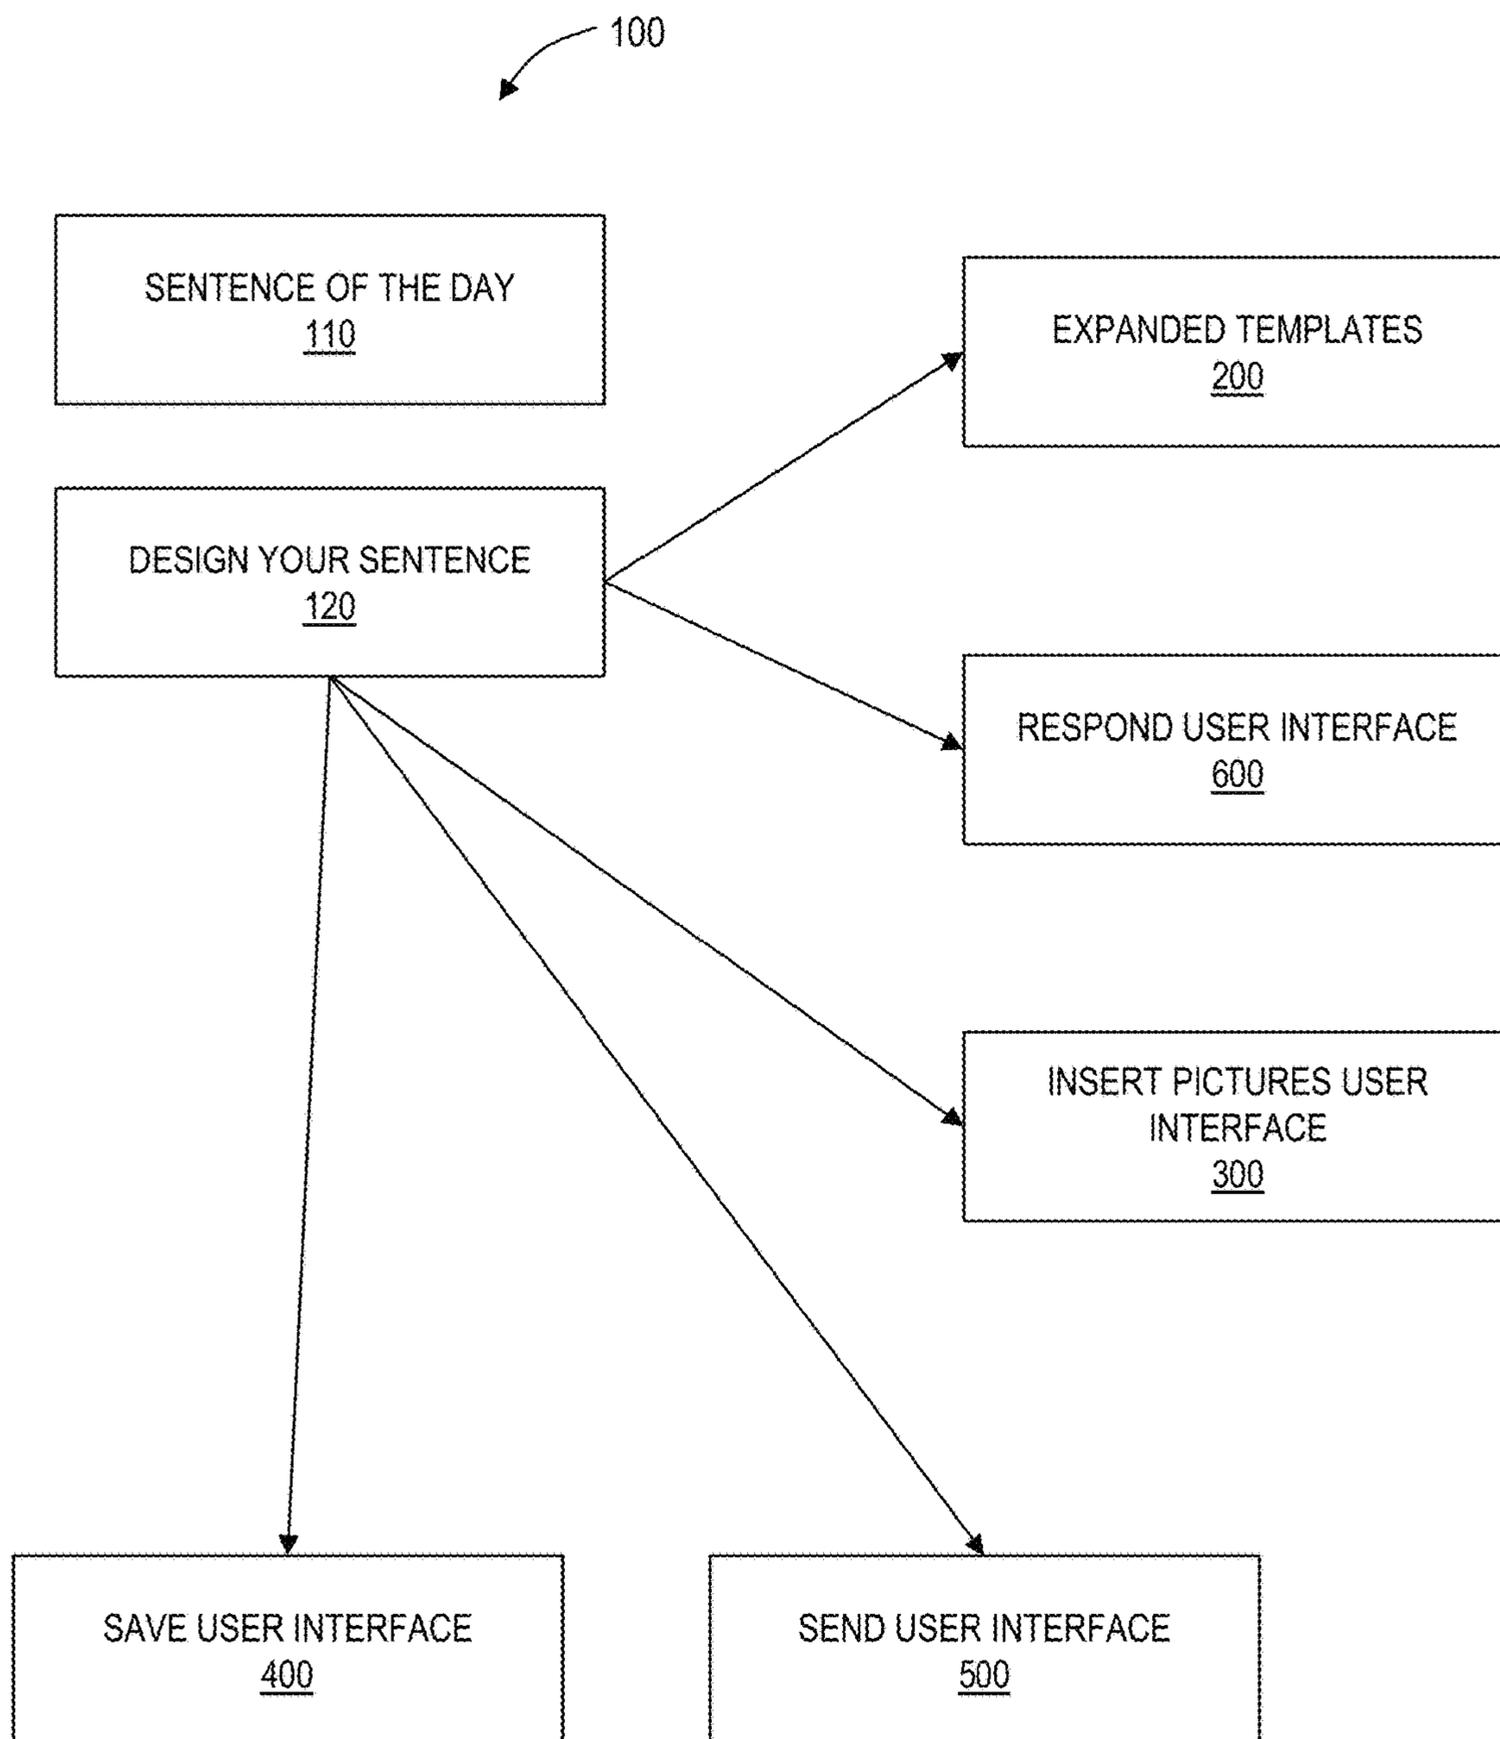 100
SENTENCE OF THE DAY
110
EXPANDED TEMPLATES
200
DESIGN YOUR SENTENCE
120
RESPOND USER INTERFACE
600
INSERT PICTURES USER
INTERFACE
300
SAVE USER INTERFACE
400
SEND USER INTERFACE
500